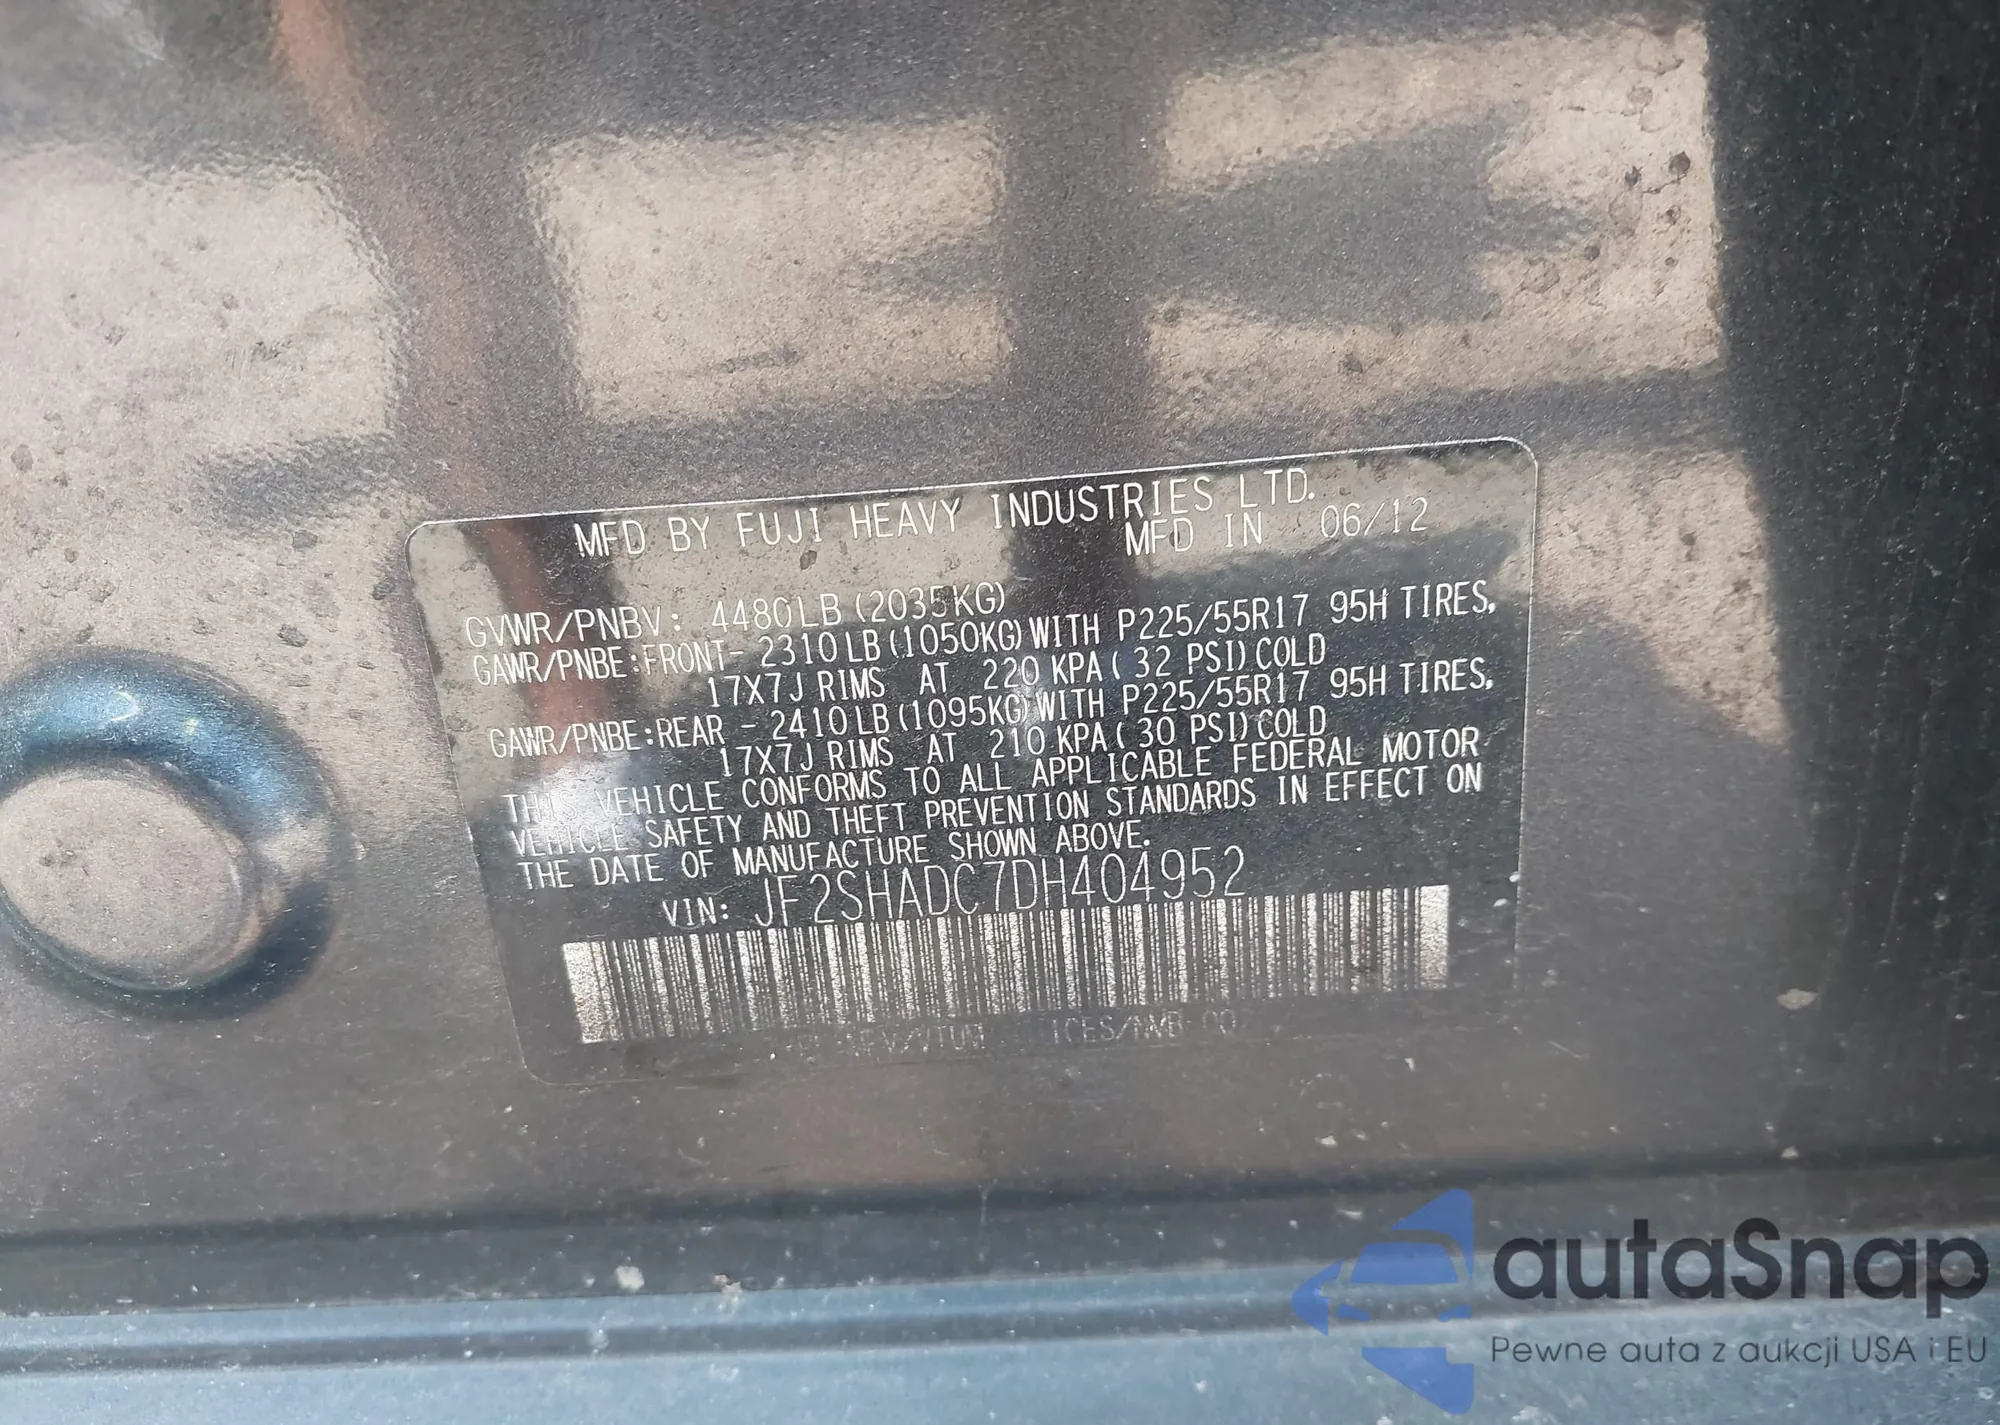 MFD BY FUJI HEAVY INDUSTRIES LTD.
MFD IN 06/12
GVWR/PNBV: 4480LB (2035KG)
GAWR/PNBE:FRONT- 2310LB(1050KG)WITH P225/55R17 95H TIRES,
17X7J RIMS AT 220 KPA( 32 PSI)COLD
GAWR/PNBE:REAR - 2410LB(1095KG)WITH P225/55R17 95H TIRES,
17X7J RIMS AT 210 KPA( 30 PSI)COLD
THIS VEHICLE CONFORMS TO ALL APPLICABLE FEDERAL MOTOR
VEHICLE SAFETY AND THEFT PREVENTION STANDARDS IN EFFECT ON
THE DATE OF MANUFACTURE SHOWN ABOVE.
VIN: JF2SHADC7DH404952
autaSnap
Pewne auta z aukcji USA i EU